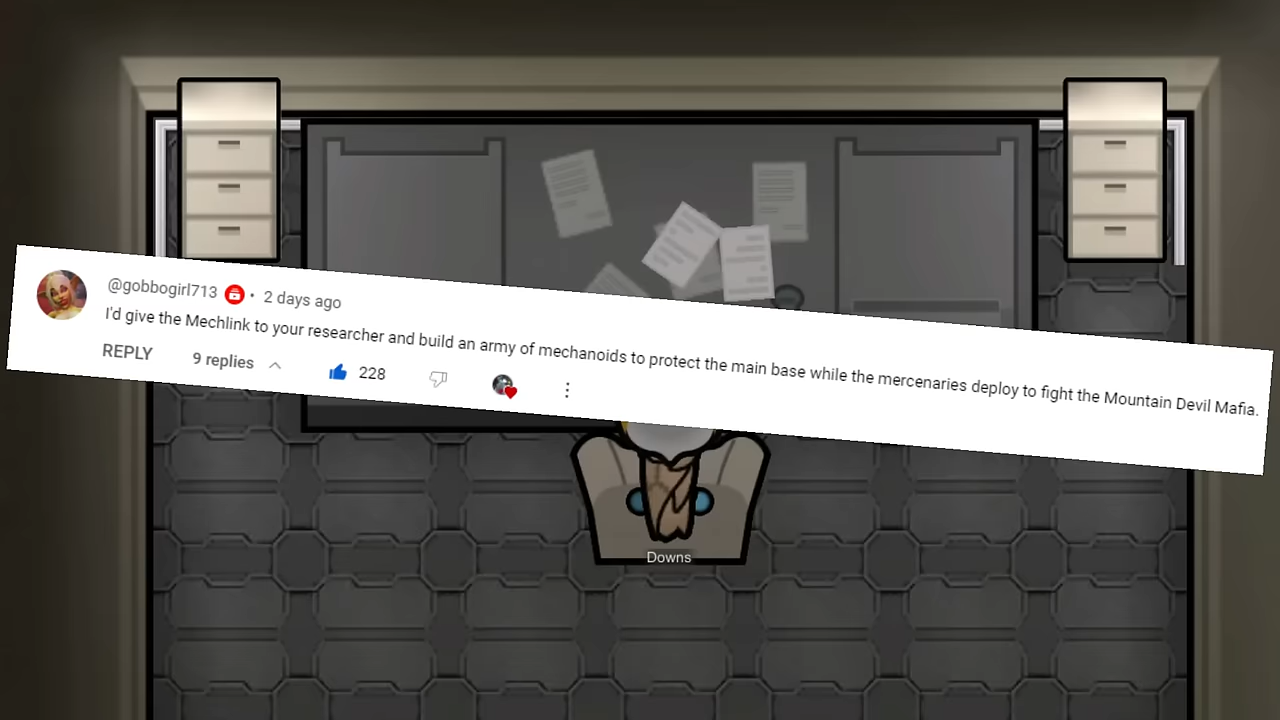 @gobbogirl713 • 2 days ago
I'd give the Mechlink to your researcher and build an army of mechanoids to protect the main base while the mercenaries deploy to fight the Mountain Devil Mafia.
REPLY 9 replies 228
Downs